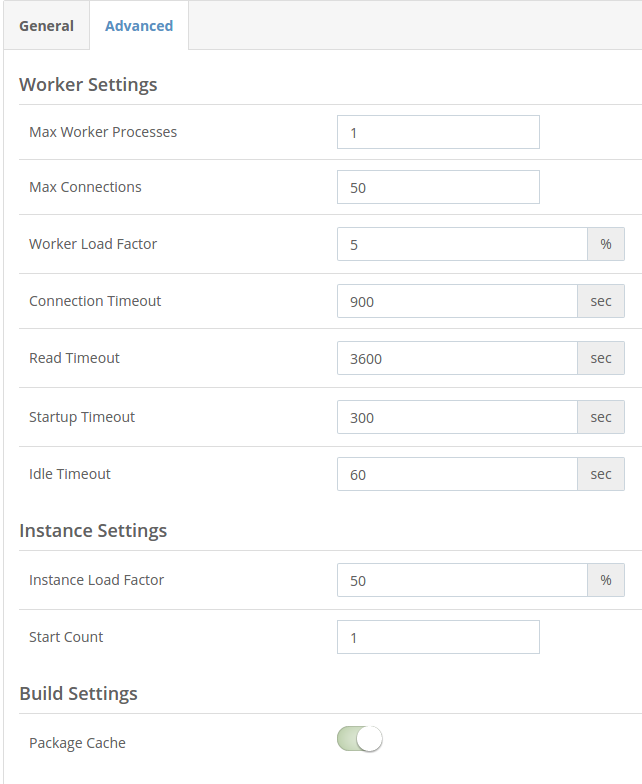 General Advanced
Worker Settings
Max Worker Processes 1
Max Connections 50
Worker Load Factor 5 %
Connection Timeout 900 sec
Read Timeout 3600 sec
Startup Timeout 300 sec
Idle Timeout 60 sec
Instance Settings
Instance Load Factor 50 %
Start Count 1
Build Settings
Package Cache